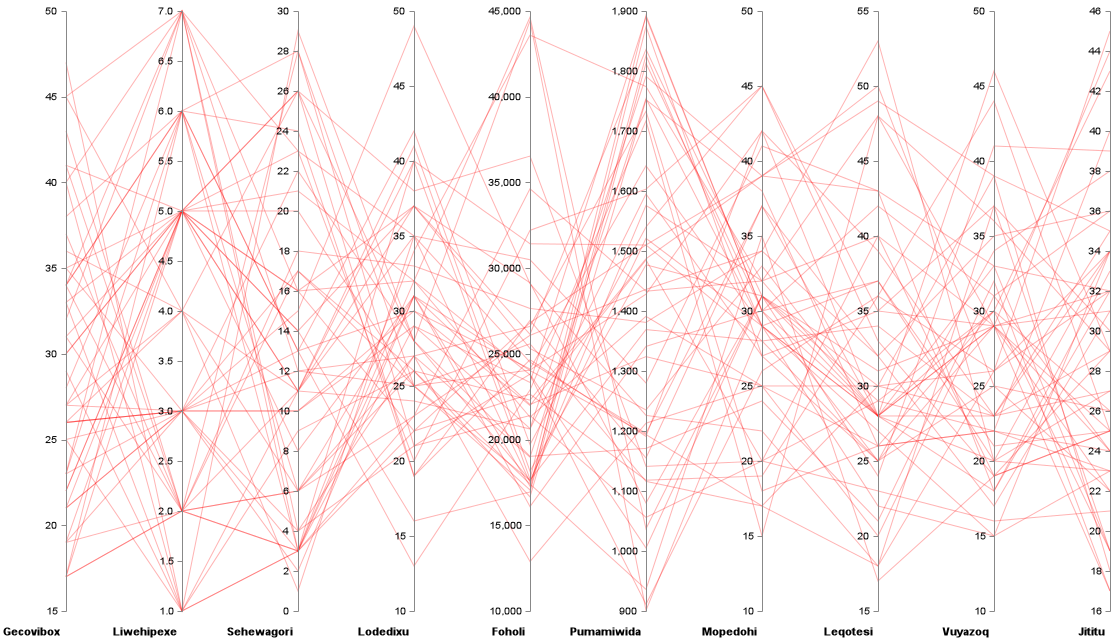 50 7.0 30 50 45,000 1,900 50 55 50 46
6.5 28 44
45 26 45 1,800 45 50 45 42
6.0 24 40,000
40 5.5 22 40 1,700 40 45 40 40
5.0 20 35,000 1,600 38
35 4.5 18 35 1,500 35 40 35 36
4.0 16 30,000 34
30 3.5 14 30 1,400 30 35 30 32
3.0 12 25,000 1,300 30
25 2.5 10 25 1,200 25 30 25 28
2.0 8 20,000 26
20 1.5 6 20 1,100 20 25 20 24
4 15,000 1,000 22
2 15 15 20 15 20
18
15 1.0 0 10 10,000 900 10 15 10 16
Gecovibox Liwehipexe Sehewagori Lodedixu Foholi Pumamiwida Mopedohi Leqotesi Vuyazoq Jititu